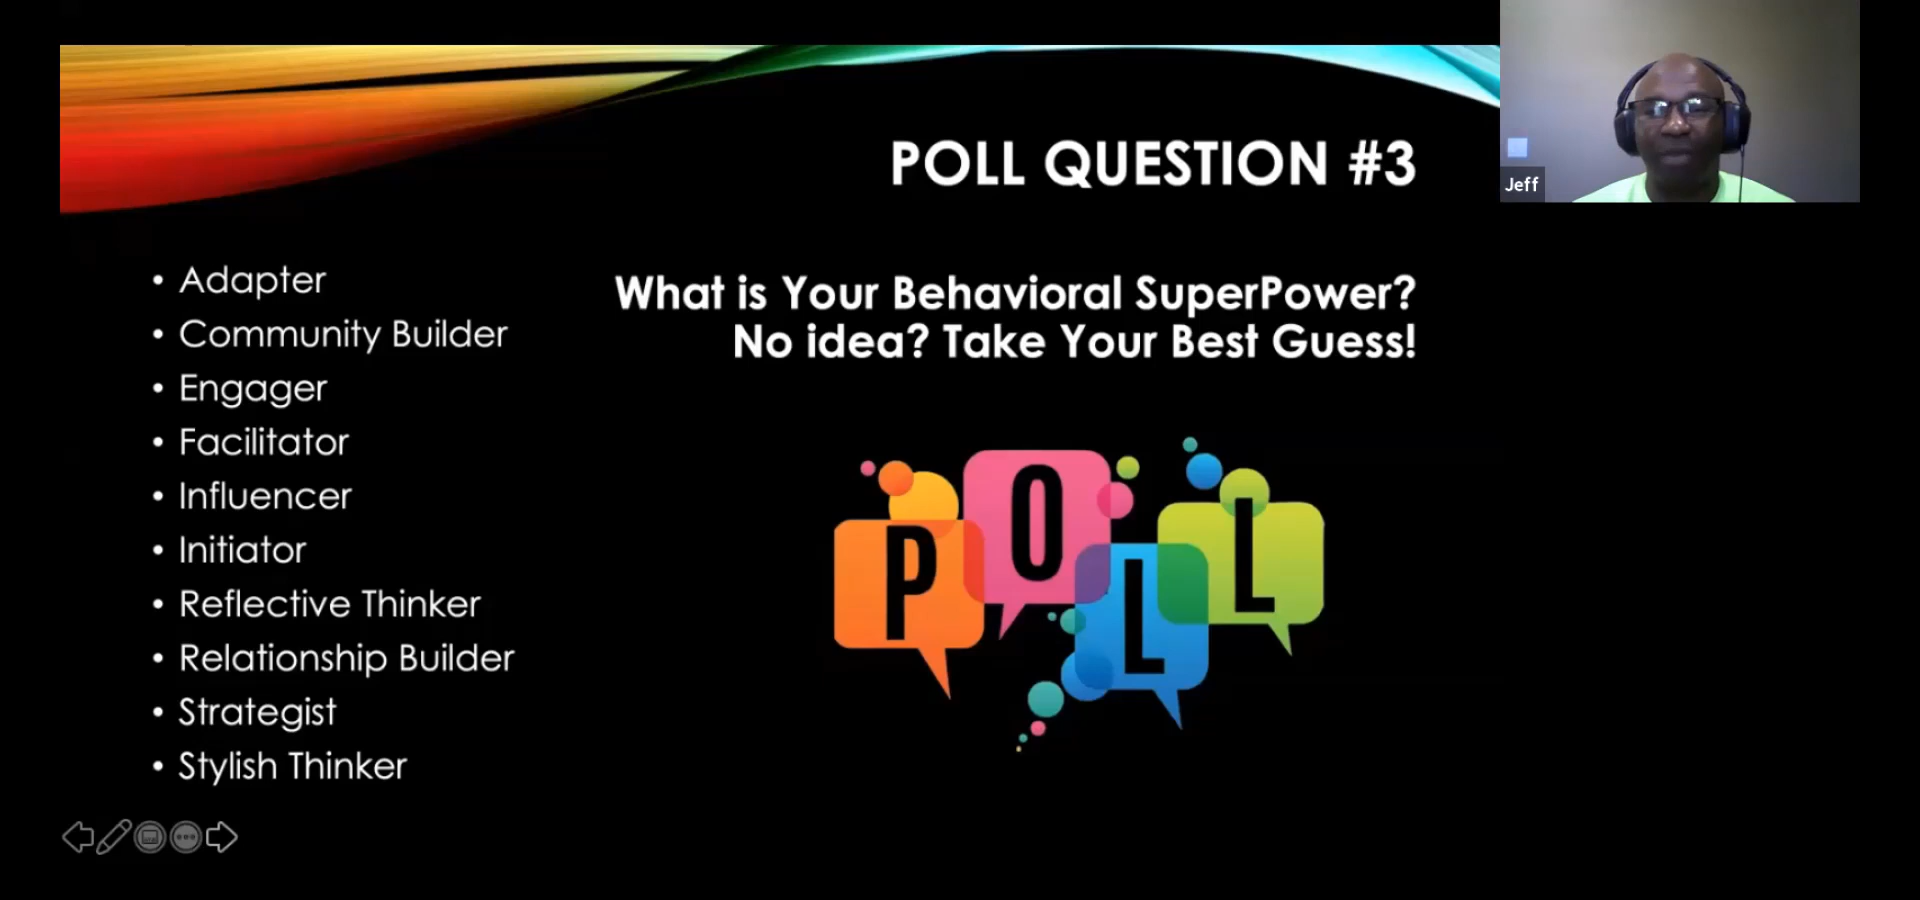 POLL QUESTION #3
Jeff
• Adapter
• Community Builder
• Engager
• Facilitator
• Influencer
• Initiator
• Reflective Thinker
• Relationship Builder
• Strategist
• Stylish Thinker
What is Your Behavioral SuperPower?
No idea? Take Your Best Guess!
POLL